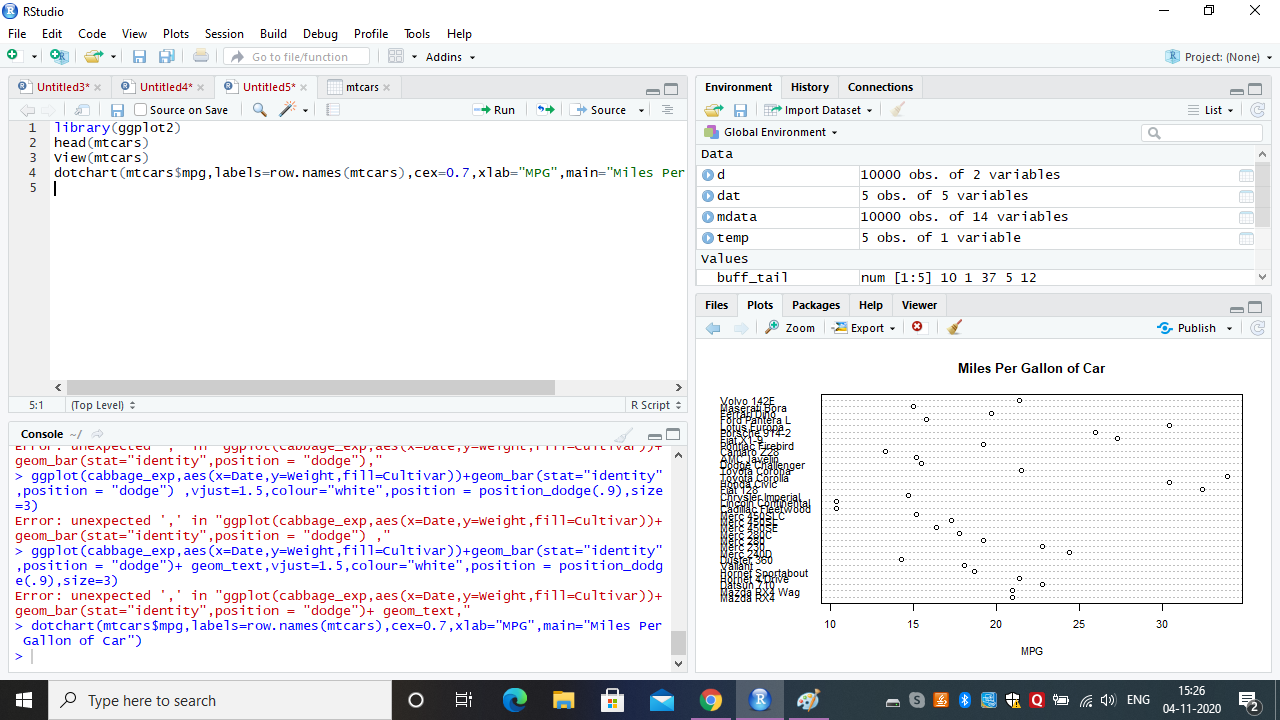 RStudio
File Edit Code View Plots Session Build Debug Profile Tools Help
Go to file/function Addins Project: (None)
Untitled3* Untitled4* Untitled5* mtcars
Source on Save Run Source
1 library(ggplot2)
2 head(mtcars)
3 View(mtcars)
4 dotchart(mtcars$mpg,labels=row.names(mtcars),cex=0.7,xlab="MPG",main="Miles Per
5
5:1 (Top Level) R Script
Console ~/
Error: unexpected ',' in "ggplot(cabbage_exp,aes(x=Date,y=Weight,fill=Cultivar))+
geom_bar(stat="identity",position = "dodge"),"
> ggplot(cabbage_exp,aes(x=Date,y=Weight,fill=Cultivar))+geom_bar(stat="identity"
,position = "dodge") ,vjust=1.5,colour="white",position = position_dodge(.9),size
=3)
Error: unexpected ',' in "ggplot(cabbage_exp,aes(x=Date,y=Weight,fill=Cultivar))+
geom_bar(stat="identity",position = "dodge") ,"
> ggplot(cabbage_exp,aes(x=Date,y=Weight,fill=Cultivar))+geom_bar(stat="identity"
,position = "dodge")+ geom_text,vjust=1.5,colour="white",position = position_dodg
e(.9),size=3)
Error: unexpected ',' in "ggplot(cabbage_exp,aes(x=Date,y=Weight,fill=Cultivar))+
geom_bar(stat="identity",position = "dodge")+ geom_text,"
> dotchart(mtcars$mpg,labels=row.names(mtcars),cex=0.7,xlab="MPG",main="Miles Per
Gallon of Car")
>
Environment History Connections
Import Dataset List
Global Environment
Data
d 10000 obs. of 2 variables
dat 5 obs. of 5 variables
mdata 10000 obs. of 14 variables
temp 5 obs. of 1 variable
Values
buff_tail num [1:5] 10 1 37 5 12
Files Plots Packages Help Viewer
Zoom Export Publish
Miles Per Gallon of Car
Volvo 142E
Maserati Bora
Ferrari Dino
Ford Pantera L
Lotus Europa
Porsche 914-2
Fiat X1-9
Pontiac Firebird
Camaro Z28
AMC Javelin
Dodge Challenger
Toyota Corona
Toyota Corolla
Honda Civic
Fiat 128
Chrysler Imperial
Lincoln Continental
Cadillac Fleetwood
Merc 450SLC
Merc 450SL
Merc 450SE
Merc 280C
Merc 280
Merc 230
Merc 240D
Duster 360
Valiant
Hornet Sportabout
Hornet 4 Drive
Datsun 710
Mazda RX4 Wag
Mazda RX4
10 15 20 25 30
MPG
Type here to search
ENG 15:26
04-11-2020 2